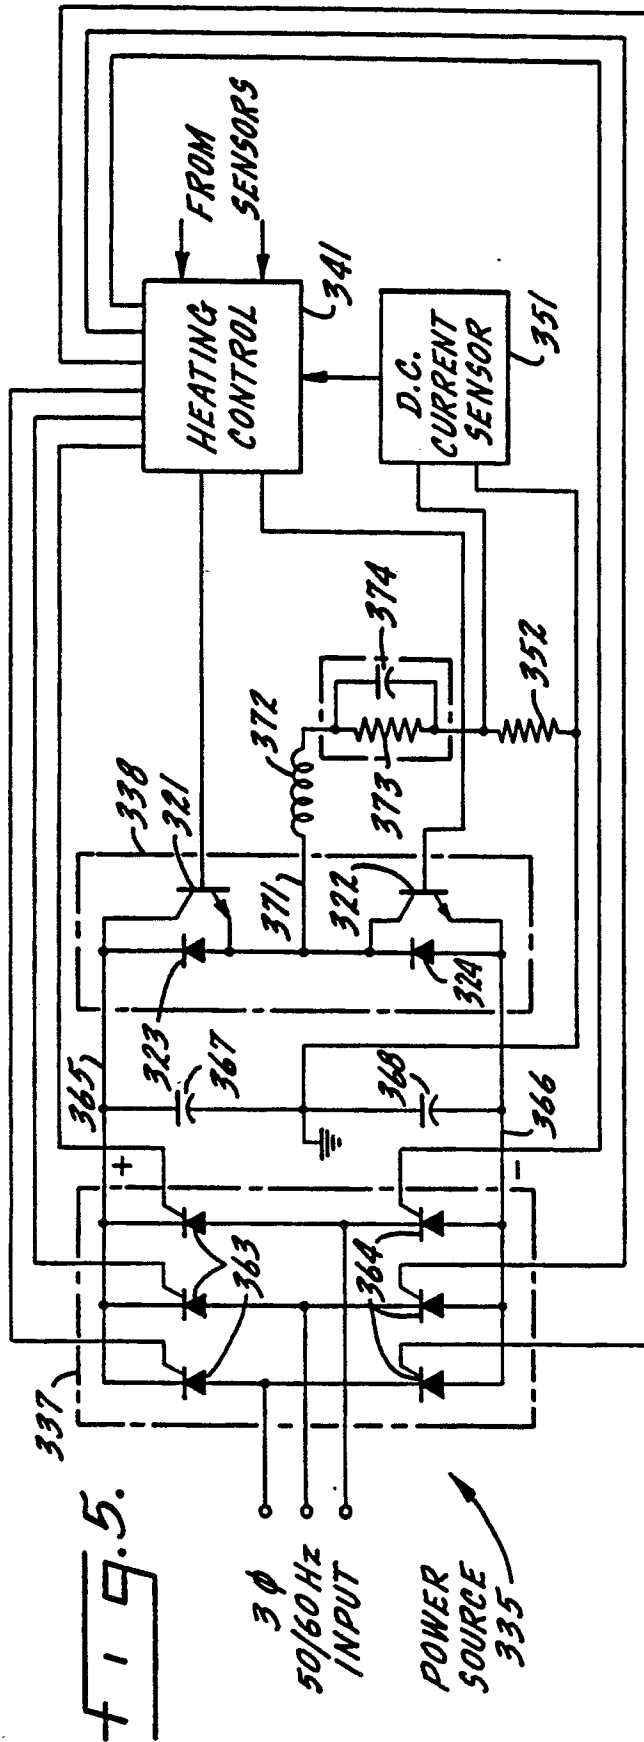 Fig. 5.
3 φ
50/60 Hz
INPUT
POWER
SOURCE
335
337
363
364
+
-
365
366
367
368
323
324
338
321
322
371
372
373
374
352
HEATING
CONTROL
341
FROM
SENSORS
D.C.
CURRENT
SENSOR
351